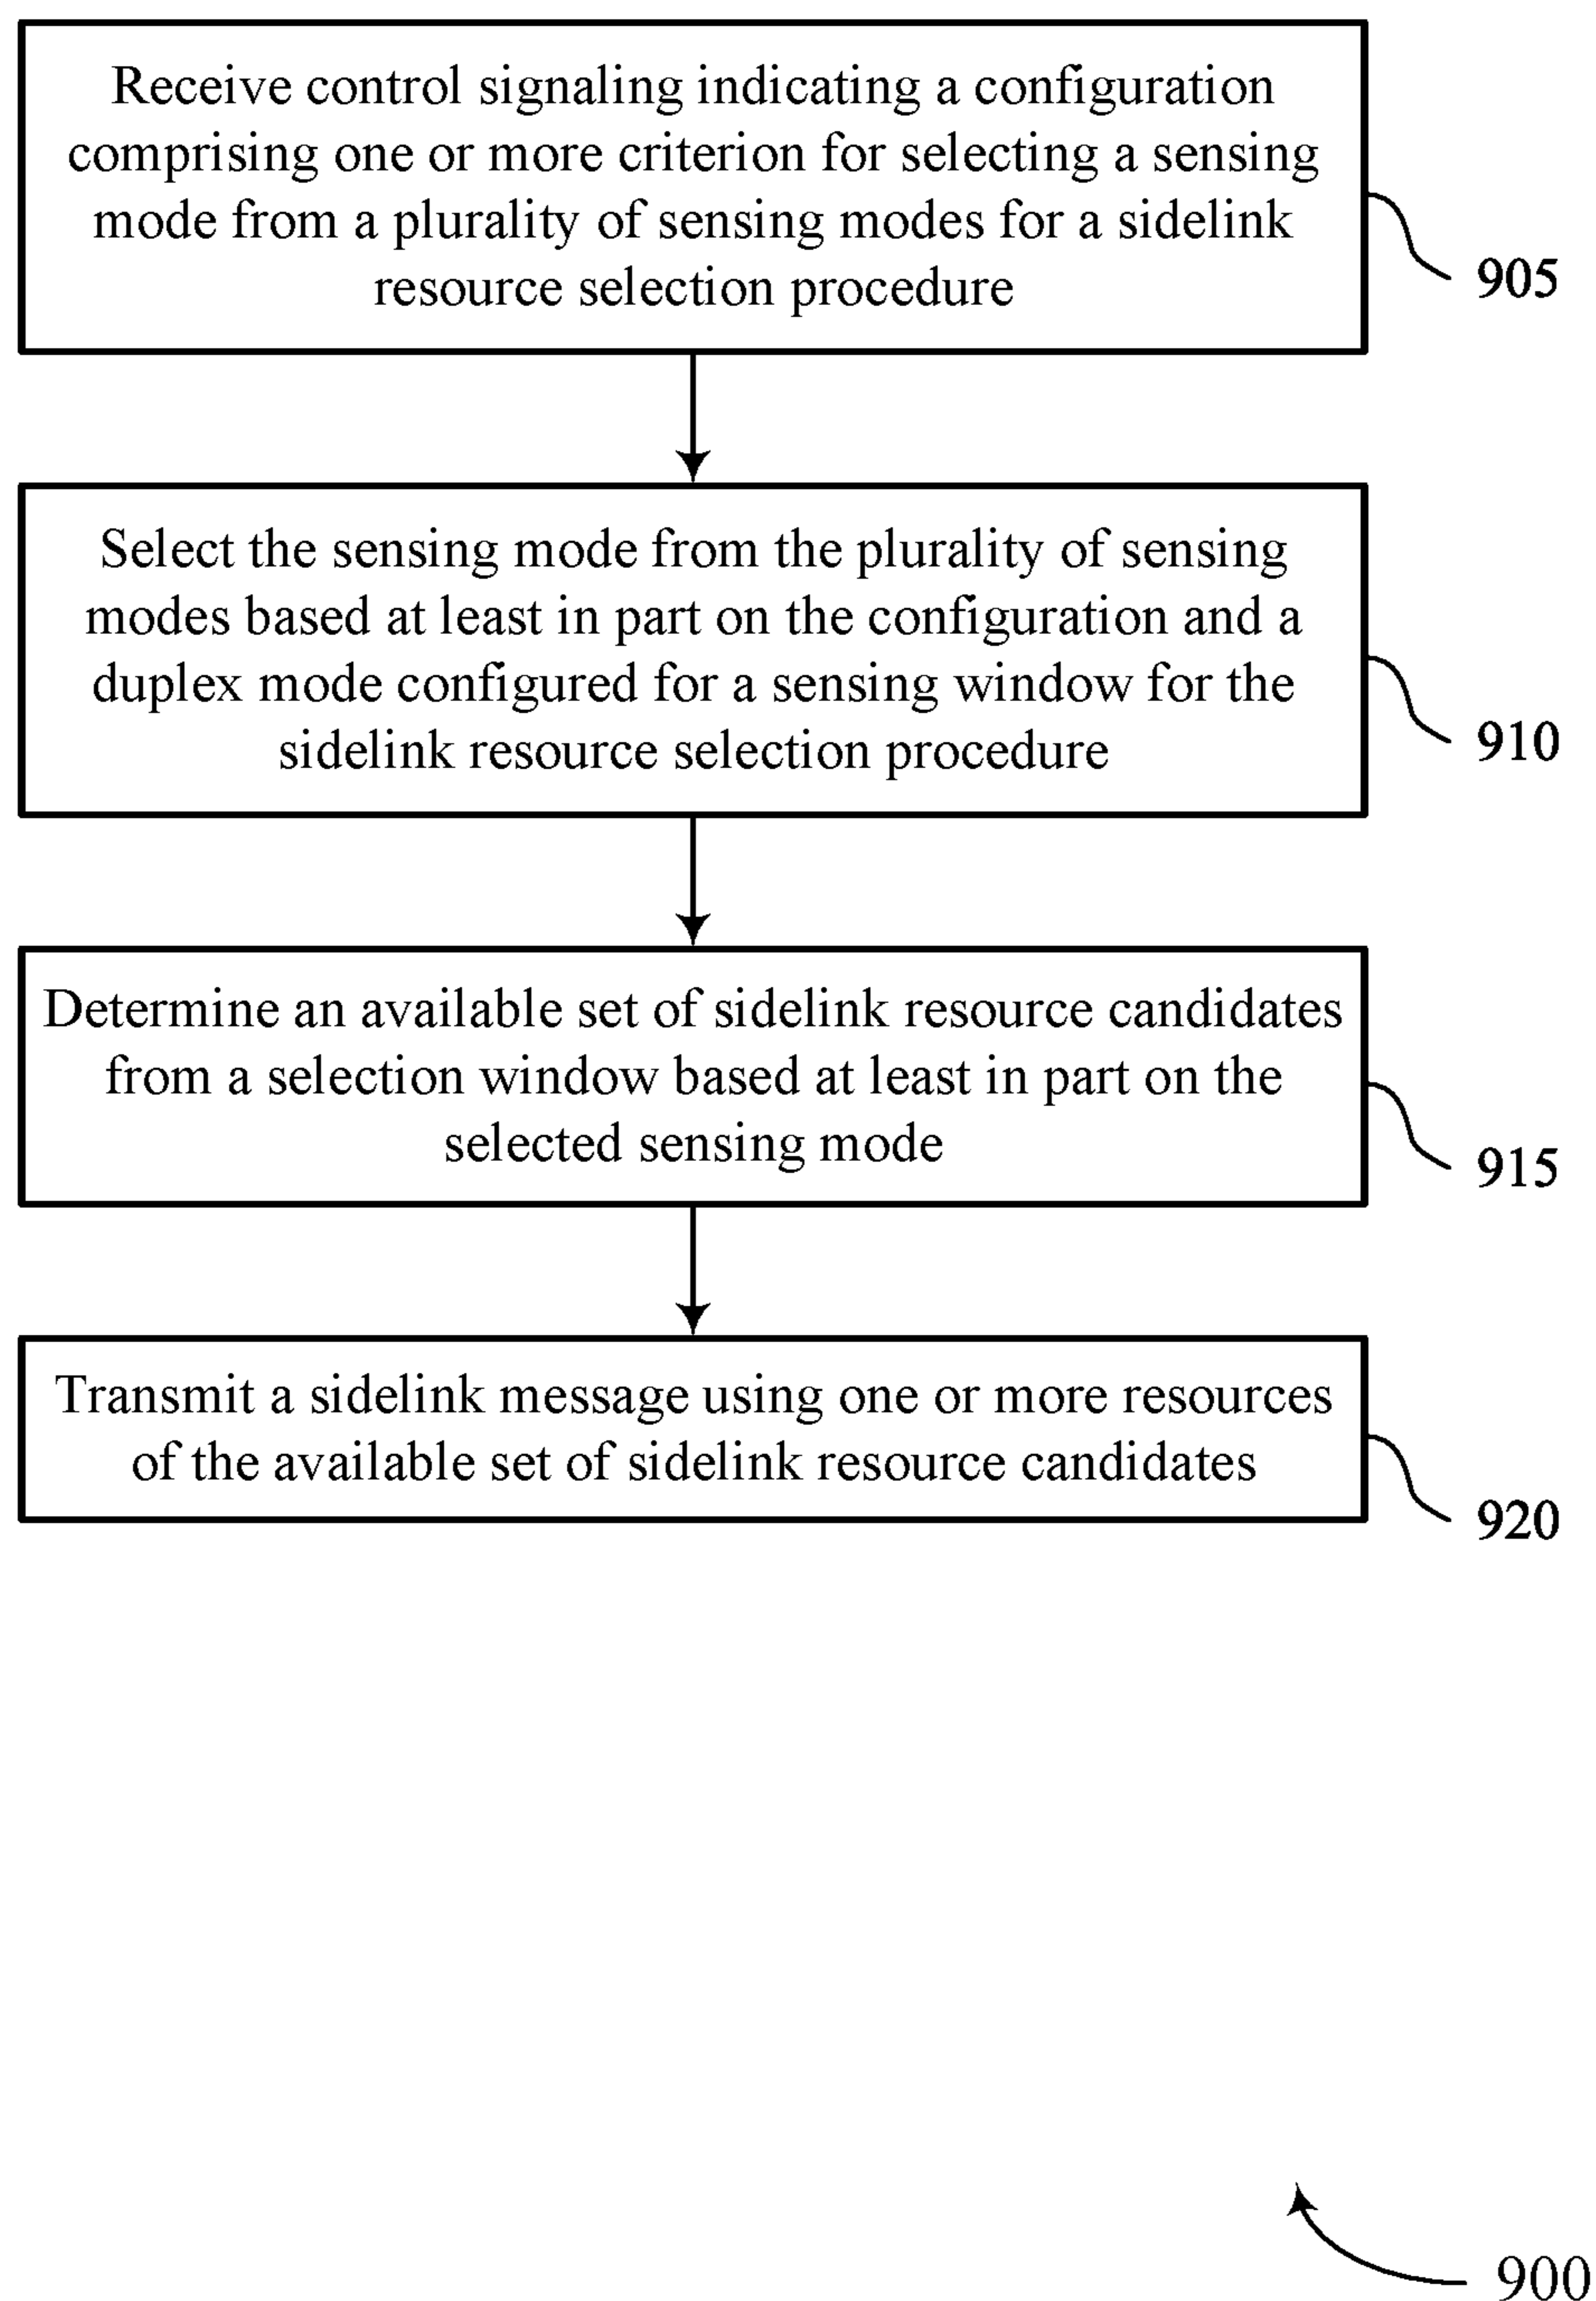 Receive control signaling indicating a configuration
comprising one or more criterion for selecting a sensing
mode from a plurality of sensing modes for a sidelink
resource selection procedure
905
Select the sensing mode from the plurality of sensing
modes based at least in part on the configuration and a
duplex mode configured for a sensing window for the
sidelink resource selection procedure
910
Determine an available set of sidelink resource candidates
from a selection window based at least in part on the
selected sensing mode
915
Transmit a sidelink message using one or more resources
of the available set of sidelink resource candidates
920
900